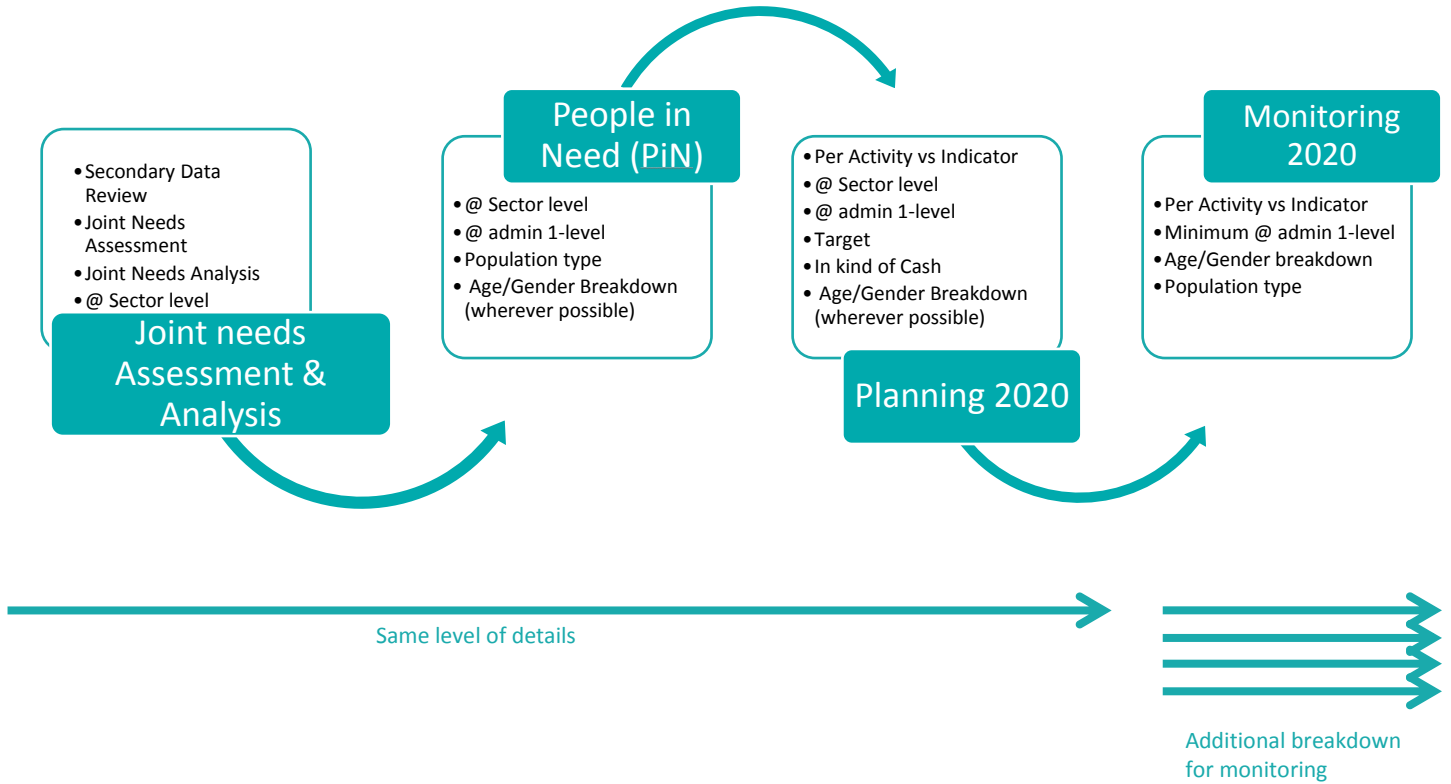 • Secondary Data
Review
• Joint Needs
Assessment
• Joint Needs Analysis
• @ Sector level
Joint needs
Assessment &
Analysis
People in
Need (PiN)
• @ Sector level
• @ admin 1-level
• Population type
• Age/Gender Breakdown
(wherever possible)
• Per Activity vs Indicator
• @ Sector level
• @ admin 1-level
• Target
• In kind of Cash
• Age/Gender Breakdown
(wherever possible)
Planning 2020
Monitoring
2020
• Per Activity vs Indicator
• Minimum @ admin 1-level
• Age/Gender breakdown
• Population type
Same level of details
Additional breakdown
for monitoring